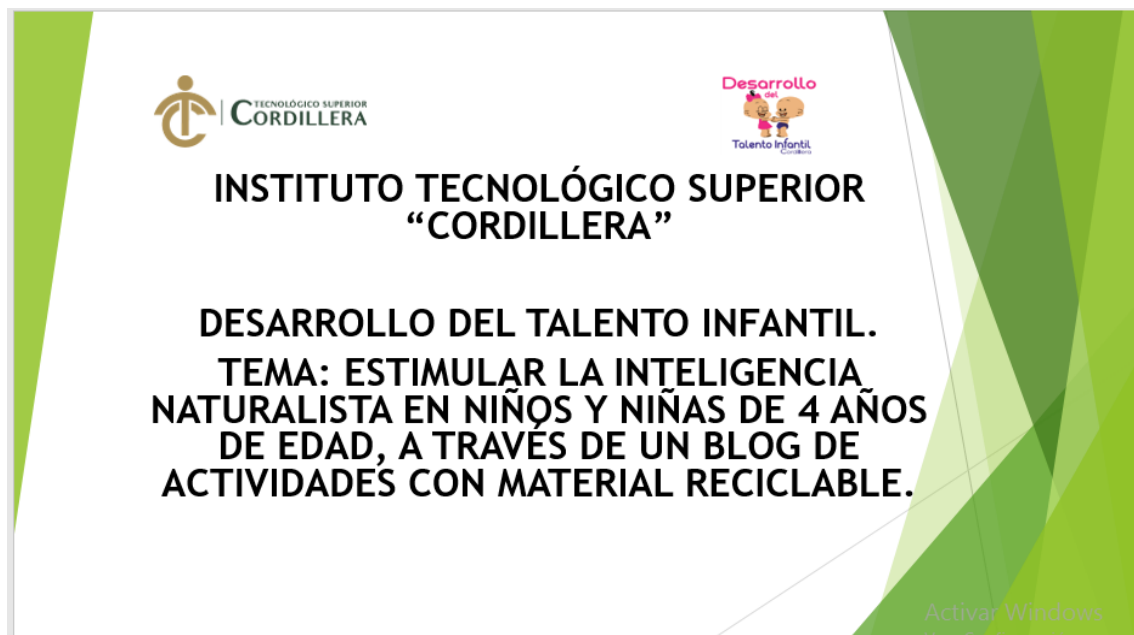 TECNOLÓGICO SUPERIOR
CORDILLERA
Desarrollo
del
Talento Infantil
Cordillera
INSTITUTO TECNOLÓGICO SUPERIOR
“CORDILLERA”
DESARROLLO DEL TALENTO INFANTIL.
TEMA: ESTIMULAR LA INTELIGENCIA
NATURALISTA EN NIÑOS Y NIÑAS DE 4 AÑOS
DE EDAD, A TRAVÉS DE UN BLOG DE
ACTIVIDADES CON MATERIAL RECICLABLE.
Activar Windows